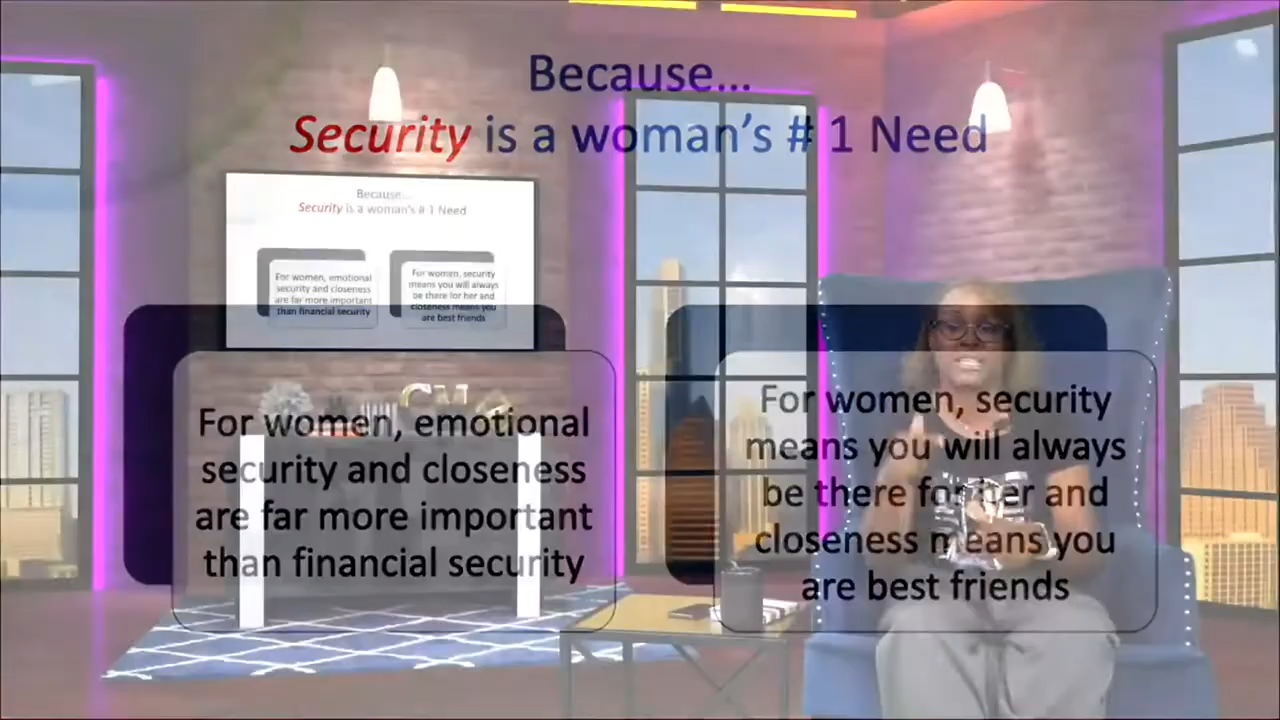 Because...
Security is a woman's # 1 Need
For women, emotional
security and closeness
are far more important
than financial security
For women, security
means you will always
be there for her and
closeness means you
are best friends
Because...
Security is a woman's # 1 Need
For women, emotional
security and closeness
are far more important
than financial security
For women, security
means you will always
be there for her and
closeness means you
are best friends